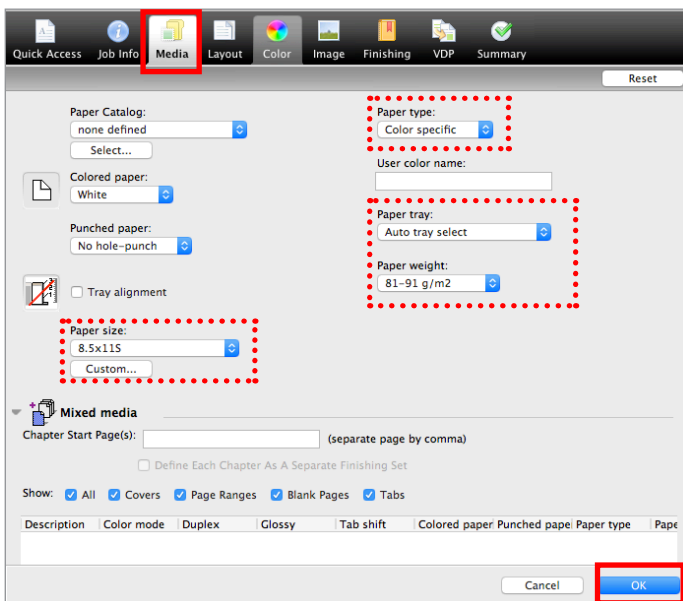 Quick Access Job Info Media Layout Color Image Finishing VDP Summary
Reset
Paper Catalog:
none defined
Select...
Colored paper:
White
Punched paper:
No hole-punch
Tray alignment
Paper size:
8.5x11S
Custom...
Paper type:
Color specific
User color name:
Paper tray:
Auto tray select
Paper weight:
81-91 g/m2
Mixed media
Chapter Start Page(s): (separate page by comma)
Define Each Chapter As A Separate Finishing Set
Show: All Covers Page Ranges Blank Pages Tabs
Description Color mode Duplex Glossy Tab shift Colored paper Punched pape Paper type Pape
Cancel OK